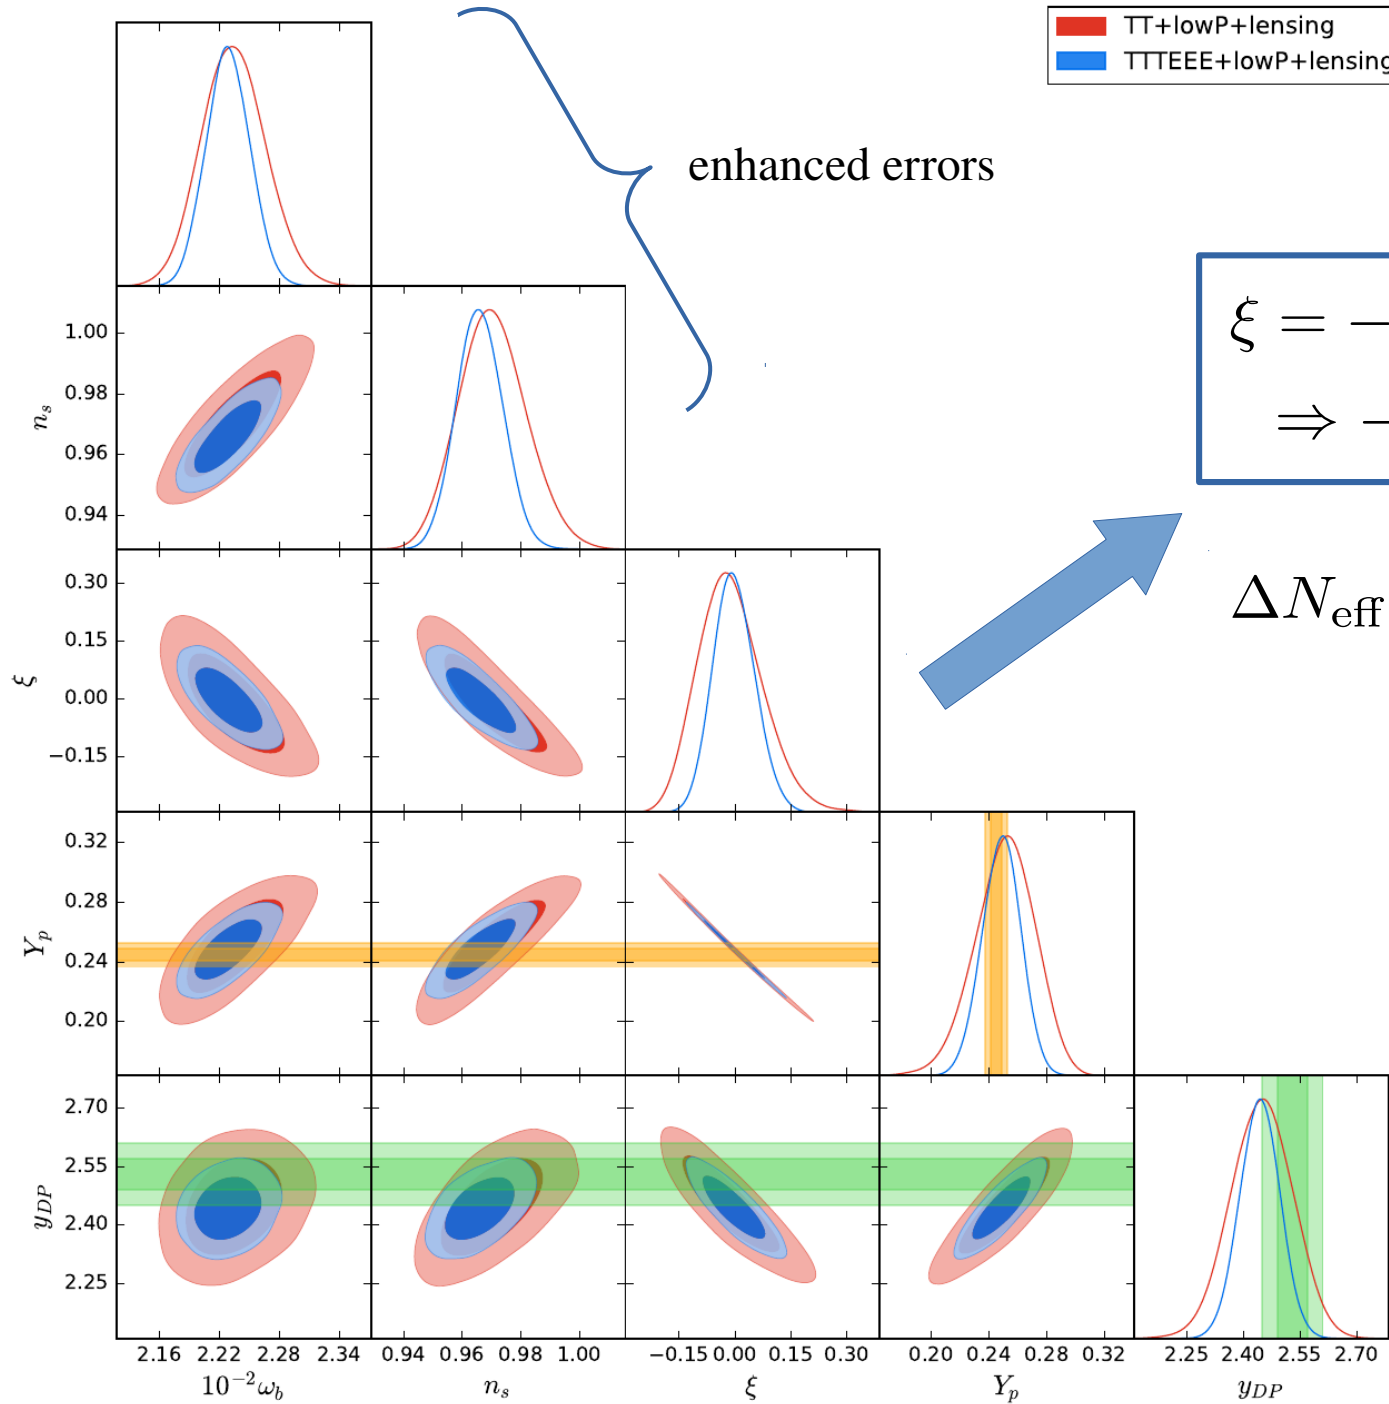 TT+lowP+lensing
TTTEEE+lowP+lensing
enhanced errors
ξ = −
⇒ −
ΔN_eff
1.00
0.98
0.96
0.94
n_s
0.30
0.15
0.00
−0.15
ξ
0.32
0.28
0.24
0.20
Y_p
2.70
2.55
2.40
2.25
y_DP
2.16 2.22 2.28 2.34
0.94 0.96 0.98 1.00
−0.15 0.00 0.15 0.30
0.20 0.24 0.28 0.32
2.25 2.40 2.55 2.70
10⁻²ω_b
n_s
ξ
Y_p
y_DP